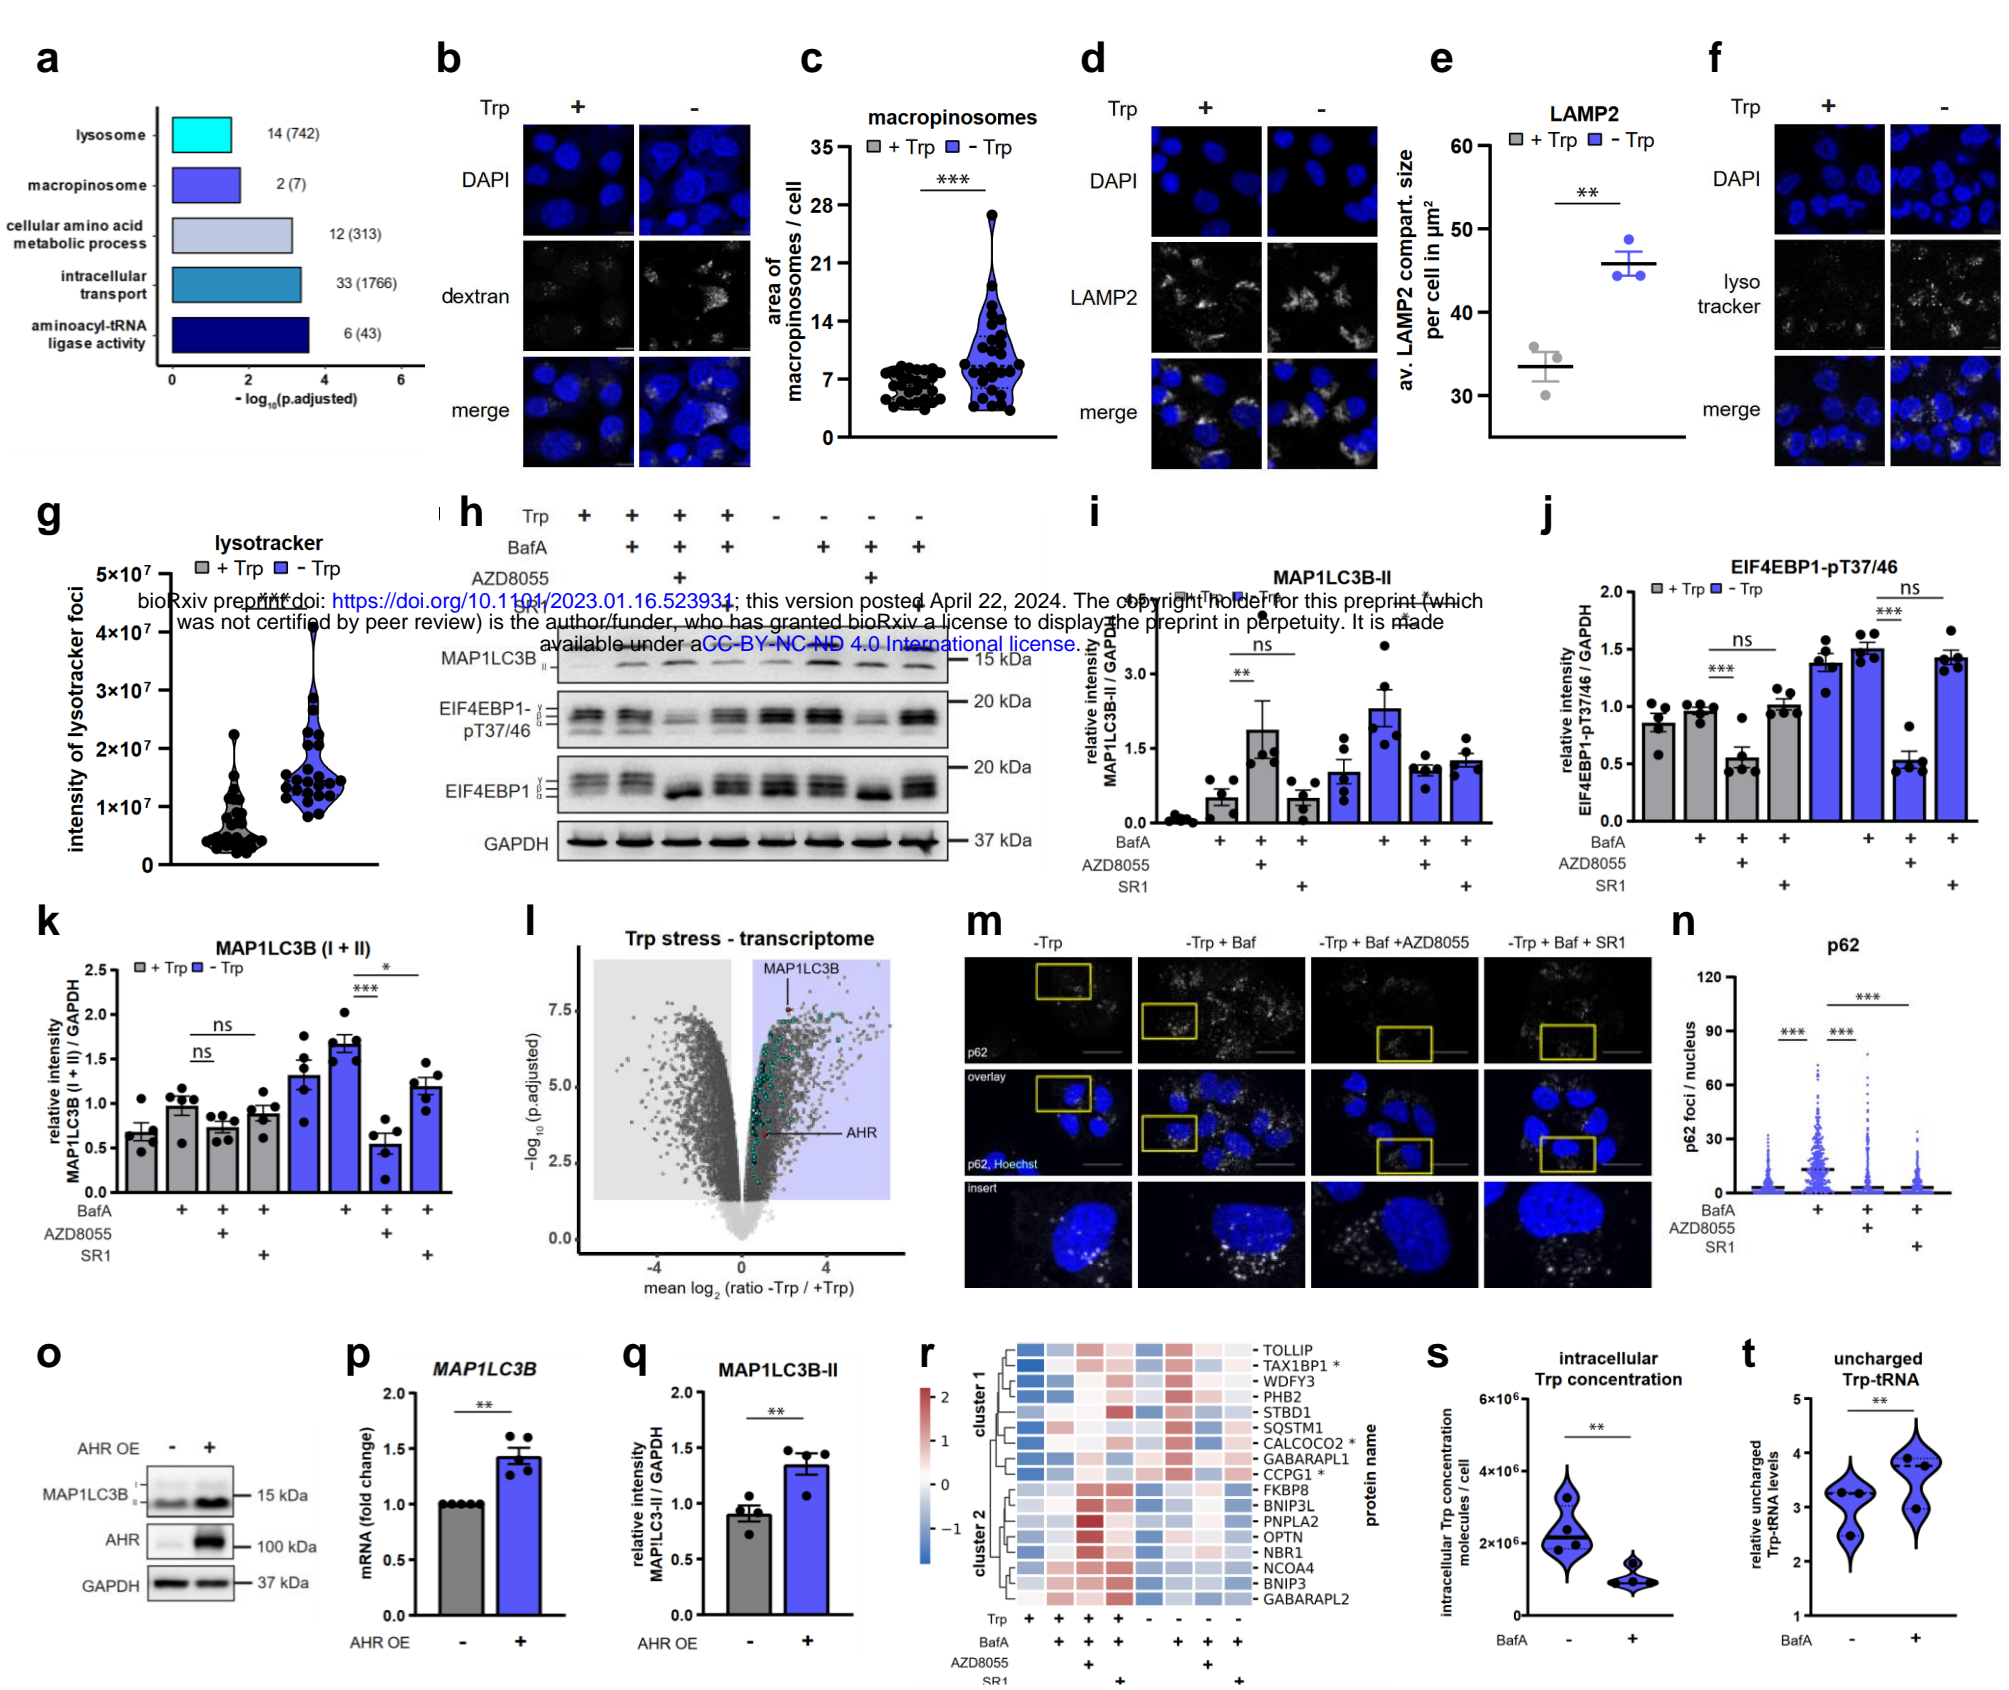 a
lysosome
14 (742)
macropinosome
2 (7)
cellular amino acid
metabolic process
12 (313)
intracellular
transport
33 (1766)
aminoacyl-tRNA
ligase activity
6 (43)
0 2 4 6
- log10(p.adjusted)
b
Trp + -
DAPI
dextran
merge
c
macropinosomes
+ Trp - Trp
***
area of
macropinosomes / cell
35
28
21
14
7
0
d
Trp + -
DAPI
LAMP2
merge
e
LAMP2
+ Trp - Trp
**
av. LAMP2 compart. size
per cell in µm²
60
50
40
30
f
Trp + -
DAPI
lyso
tracker
merge
g
lysotracker
+ Trp - Trp
***
intensity of lysotracker foci
5×10⁷
4×10⁷
3×10⁷
2×10⁷
1×10⁷
0
bioRxiv preprint doi: https://doi.org/10.1101/2023.01.16.523931; this version posted April 22, 2024. The copyright holder for this preprint (which
was not certified by peer review) is the author/funder, who has granted bioRxiv a license to display the preprint in perpetuity. It is made
available under aCC-BY-NC-ND 4.0 International license.
h
Trp + + + + - - - -
BafA + + + + + +
AZD8055 + +
SR1 + +
MAP1LC3B II 15 kDa
EIF4EBP1-
pT37/46
γ β α
20 kDa
EIF4EBP1 γ β α
20 kDa
GAPDH 37 kDa
i
MAP1LC3B-II
+ Trp - Trp
relative intensity
MAP1LC3B-II / GAPDH
4.5
3.0
1.5
0.0
ns
**
*
*
BafA + + + + + +
AZD8055 + +
SR1 + +
j
EIF4EBP1-pT37/46
+ Trp - Trp
relative intensity
EIF4EBP1-pT37/46 / GAPDH
2.0
1.5
1.0
0.5
0.0
ns
***
ns
***
BafA + + + + + +
AZD8055 + +
SR1 + +
k
MAP1LC3B (I + II)
+ Trp - Trp
relative intensity
MAP1LC3B (I + II) / GAPDH
2.5
2.0
1.5
1.0
0.5
0.0
ns
ns
*
***
BafA + + + + + +
AZD8055 + +
SR1 + +
l
Trp stress - transcriptome
MAP1LC3B
AHR
−log10 (p.adjusted)
7.5
5.0
2.5
0.0
-4 0 4
mean log2 (ratio -Trp / +Trp)
m
-Trp
-Trp + Baf
-Trp + Baf +AZD8055
-Trp + Baf + SR1
p62
overlay
p62, Hoechst
insert
n
p62
p62 foci / nucleus
120
90
60
30
0
***
***
***
BafA + + +
AZD8055 +
SR1 +
o
AHR OE - +
MAP1LC3B I II 15 kDa
AHR 100 kDa
GAPDH 37 kDa
p
MAP1LC3B
**
mRNA (fold change)
2.0
1.5
1.0
0.5
0.0
AHR OE - +
q
MAP1LC3B-II
**
relative intensity
MAP!LC3-II / GAPDH
2.0
1.5
1.0
0.5
0.0
AHR OE - +
r
2
1
0
−1
cluster 1
cluster 2
TOLLIP
TAX1BP1 *
WDFY3
PHB2
STBD1
SQSTM1
CALCOCO2 *
GABARAPL1
CCPG1 *
FKBP8
BNIP3L
PNPLA2
OPTN
NBR1
NCOA4
BNIP3
GABARAPL2
protein name
Trp + + + + - - - -
BafA + + + + + +
AZD8055 + +
SR1 + +
s
intracellular
Trp concentration
**
intracellular Trp concentration
molecules / cell
6×10⁶
4×10⁶
2×10⁶
0
BafA - +
t
uncharged
Trp-tRNA
**
relative uncharged
Trp-tRNA levels
5
4
3
2
1
BafA - +